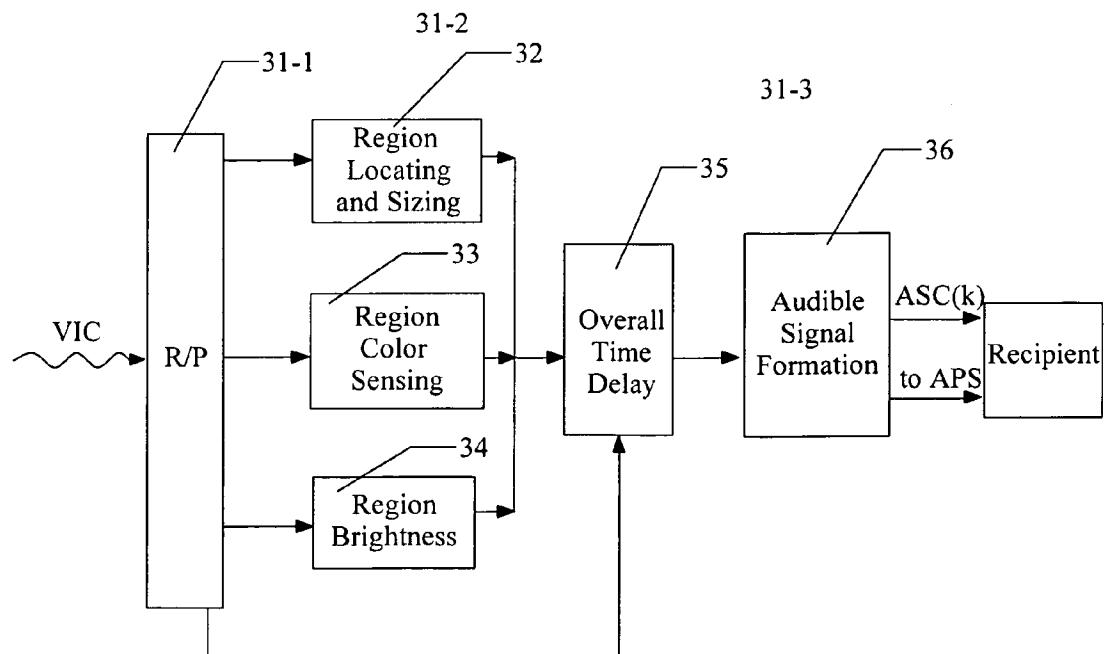 31-2
31-1
32
31-3
Region
Locating
and Sizing
35
36
33
VIC
R/P
Region
Color
Sensing
Overall
Time
Delay
Audible
Signal
Formation
ASC(k)
to APS
Recipient
34
Region
Brightness